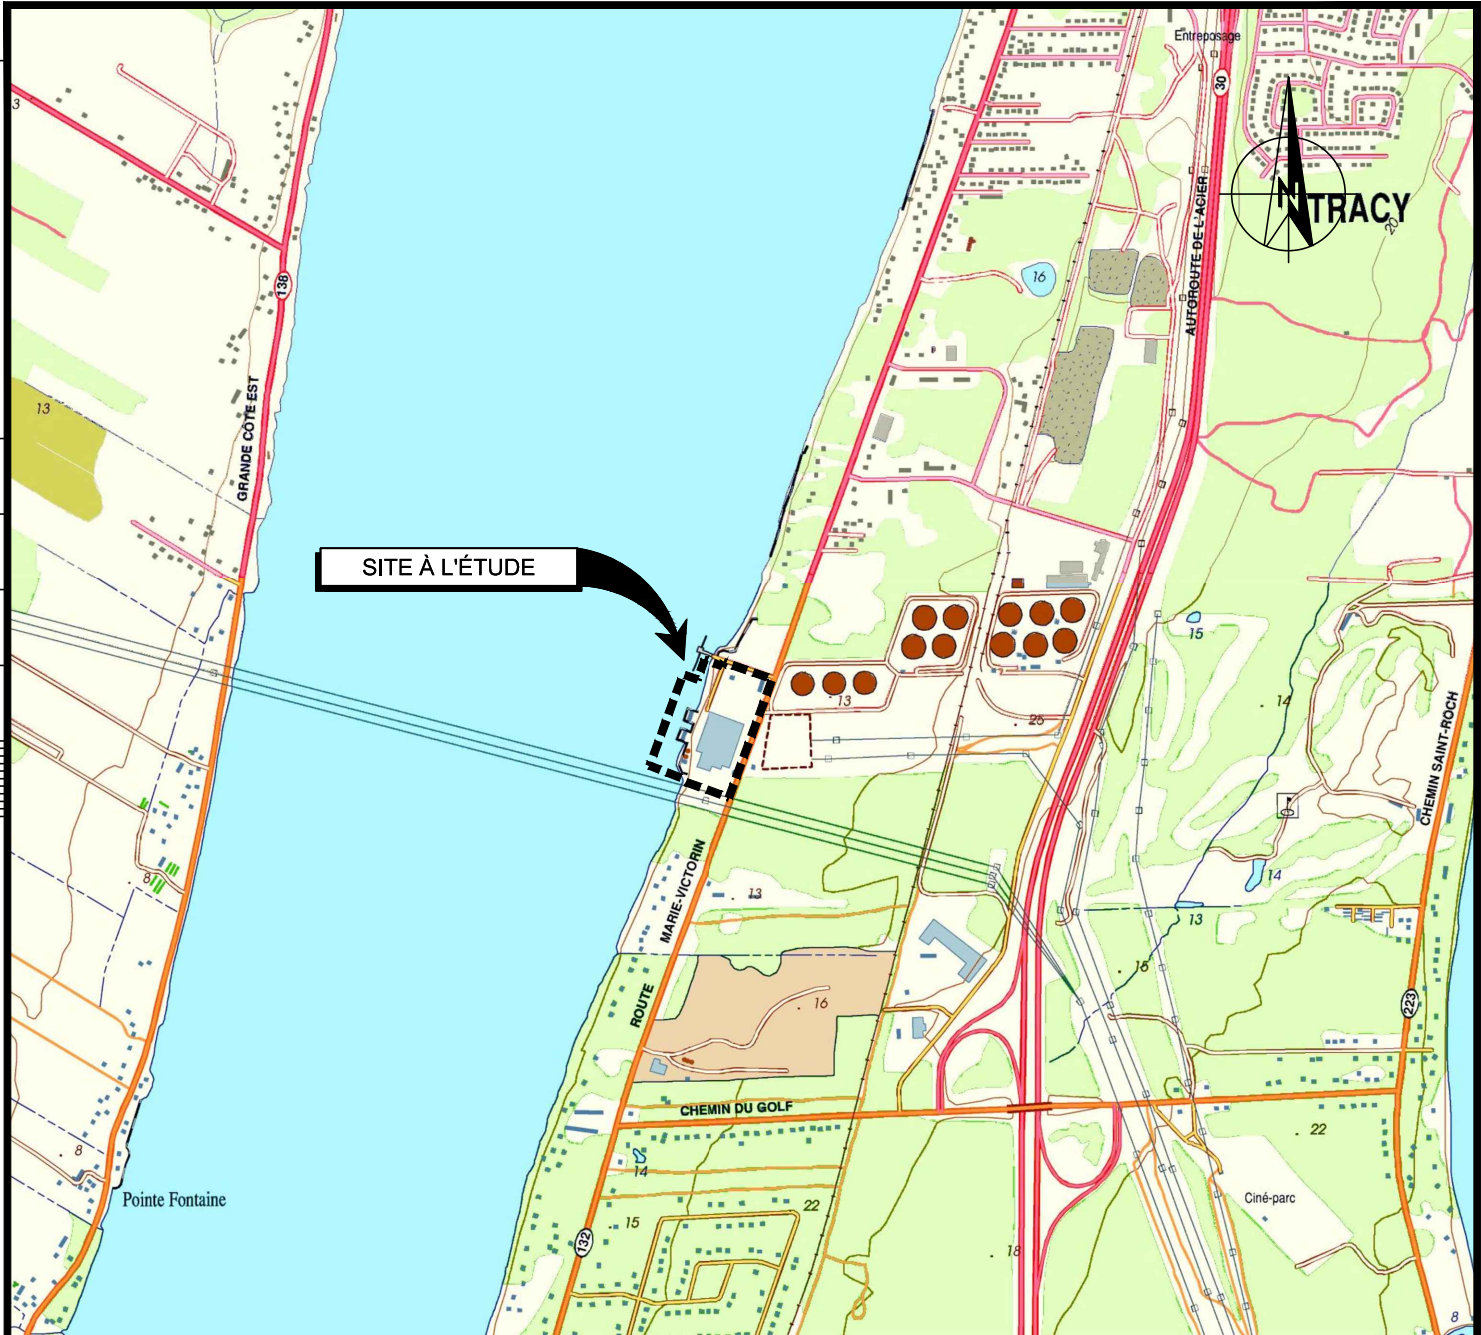 Entreposage
3
30
N
TRACY
20
AUTOROUTE DE L'ACIER
16
138
GRANDE CÔTE EST
13
SITE À L'ÉTUDE
15
13
14
25
CHEMIN SAINT-ROCH
MARIE-VICTORIN
13
8
14
13
15
ROUTE
16
223
CHEMIN DU GOLF
22
8
14
Pointe Fontaine
Ciné-parc
22
15
132
18
8